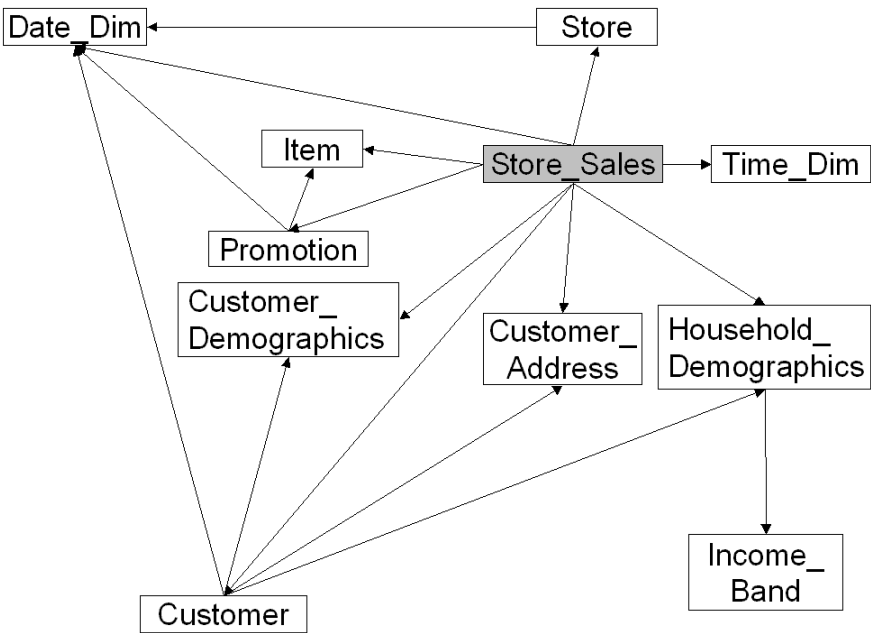 Date_Dim
Store
Item
Store_Sales
Time_Dim
Promotion
Customer_
Demographics
Customer_
Address
Household_
Demographics
Income_
Band
Customer